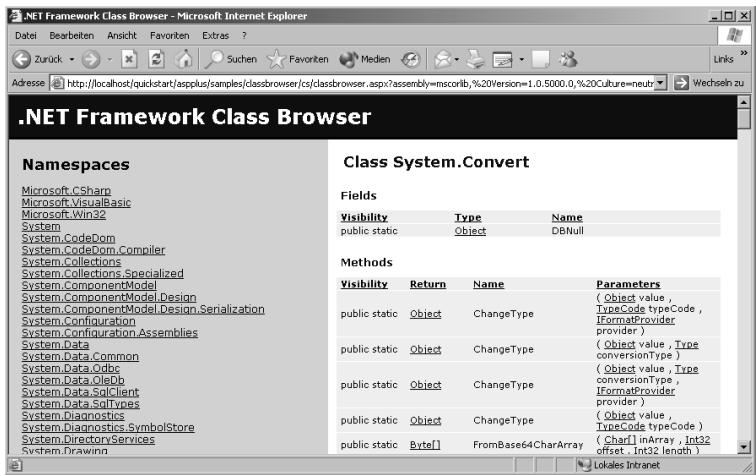 .NET Framework Class Browser - Microsoft Internet Explorer
Datei Bearbeiten Ansicht Favoriten Extras ?
Zurück Suchen Favoriten Medien Links »
Adresse http://localhost/quickstart/aspplus/samples/classbrowser/cs/classbrowser.aspx?assembly=mscorlib,%20Version=1.0.5000.0,%20Culture=neutr Wechseln zu
.NET Framework Class Browser
Namespaces
Microsoft.CSharp
Microsoft.VisualBasic
Microsoft.Win32
System
System.CodeDom
System.CodeDom.Compiler
System.Collections
System.Collections.Specialized
System.ComponentModel
System.ComponentModel.Design
System.ComponentModel.Design.Serialization
System.Configuration
System.Configuration.Assemblies
System.Data
System.Data.Common
System.Data.Odbc
System.Data.OleDb
System.Data.SqlClient
System.Data.SqlTypes
System.Diagnostics
System.Diagnostics.SymbolStore
System.DirectoryServices
System.Drawing
Class System.Convert
Fields
Visibility Type Name
public static Object DBNull
Methods
Visibility Return Name Parameters
public static Object ChangeType ( Object value ,
TypeCode typeCode ,
IFormatProvider
provider )
public static Object ChangeType ( Object value , Type
conversionType )
public static Object ChangeType ( Object value , Type
conversionType ,
IFormatProvider
provider )
public static Object ChangeType ( Object value ,
TypeCode typeCode )
public static Byte[] FromBase64CharArray ( Char[] inArray , Int32
offset , Int32 length )
Lokales Intranet